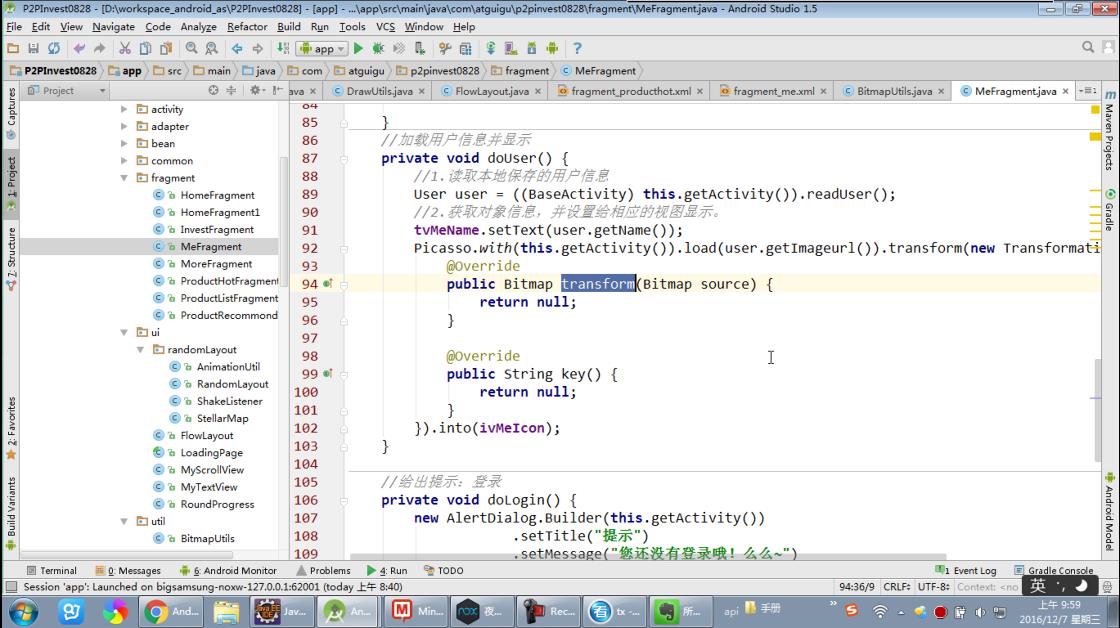 P2PInvest0828 - [D:\workspace_android_as\P2PInvest0828] - [app] - ...\app\src\main\java\com\atguigu\p2pinvest0828\fragment\MeFragment.java - Android Studio 1.5
File Edit View Navigate Code Analyze Refactor Build Run Tools VCS Window Help
app
P2PInvest0828 app src main java com atguigu p2pinvest0828 fragment MeFragment
Project ava DrawUtils.java FlowLayout.java fragment_producthot.xml fragment_me.xml BitmapUtils.java MeFragment.java
Captures
1: Project
7: Structure
2: Favorites
Build Variants
activity
adapter
bean
common
fragment
HomeFragment
HomeFragment1
InvestFragment
MeFragment
MoreFragment
ProductHotFragment
ProductListFragment
ProductRecommond
ui
randomLayout
AnimationUtil
RandomLayout
ShakeListener
StellarMap
FlowLayout
LoadingPage
MyScrollView
MyTextView
RoundProgress
util
BitmapUtils
84
85 }
86 //加载用户信息并显示
87 private void doUser() {
88 //1.读取本地保存的用户信息
89 User user = ((BaseActivity) this.getActivity()).readUser();
90 //2.获取对象信息，并设置给相应的视图显示。
91 tvMeName.setText(user.getName());
92 Picasso.with(this.getActivity()).load(user.getImageurl()).transform(new Transformati
93 @Override
94 public Bitmap transform(Bitmap source) {
95 return null;
96 }
97
98 @Override
99 public String key() {
100 return null;
101 }
102 }).into(ivMeIcon);
103 }
104
105 //给出提示：登录
106 private void doLogin() {
107 new AlertDialog.Builder(this.getActivity())
108 .setTitle("提示")
109 .setMessage("您还没有登录哦！么么~")
Maven Projects
Gradle
Android Model
Terminal 0: Messages 6: Android Monitor Problems 4: Run TODO 1 Event Log Gradle Console
Session 'app': Launched on bigsamsung-noxw-127.0.0.1:62001 (today 上午 8:40) 94:36/9 CRLF÷ UTF-8÷ Context: <no
英
And... Jav... An... Min... 夜... Rec... tx -... 所... api 手册 上午 9:59
2016/12/7 星期三